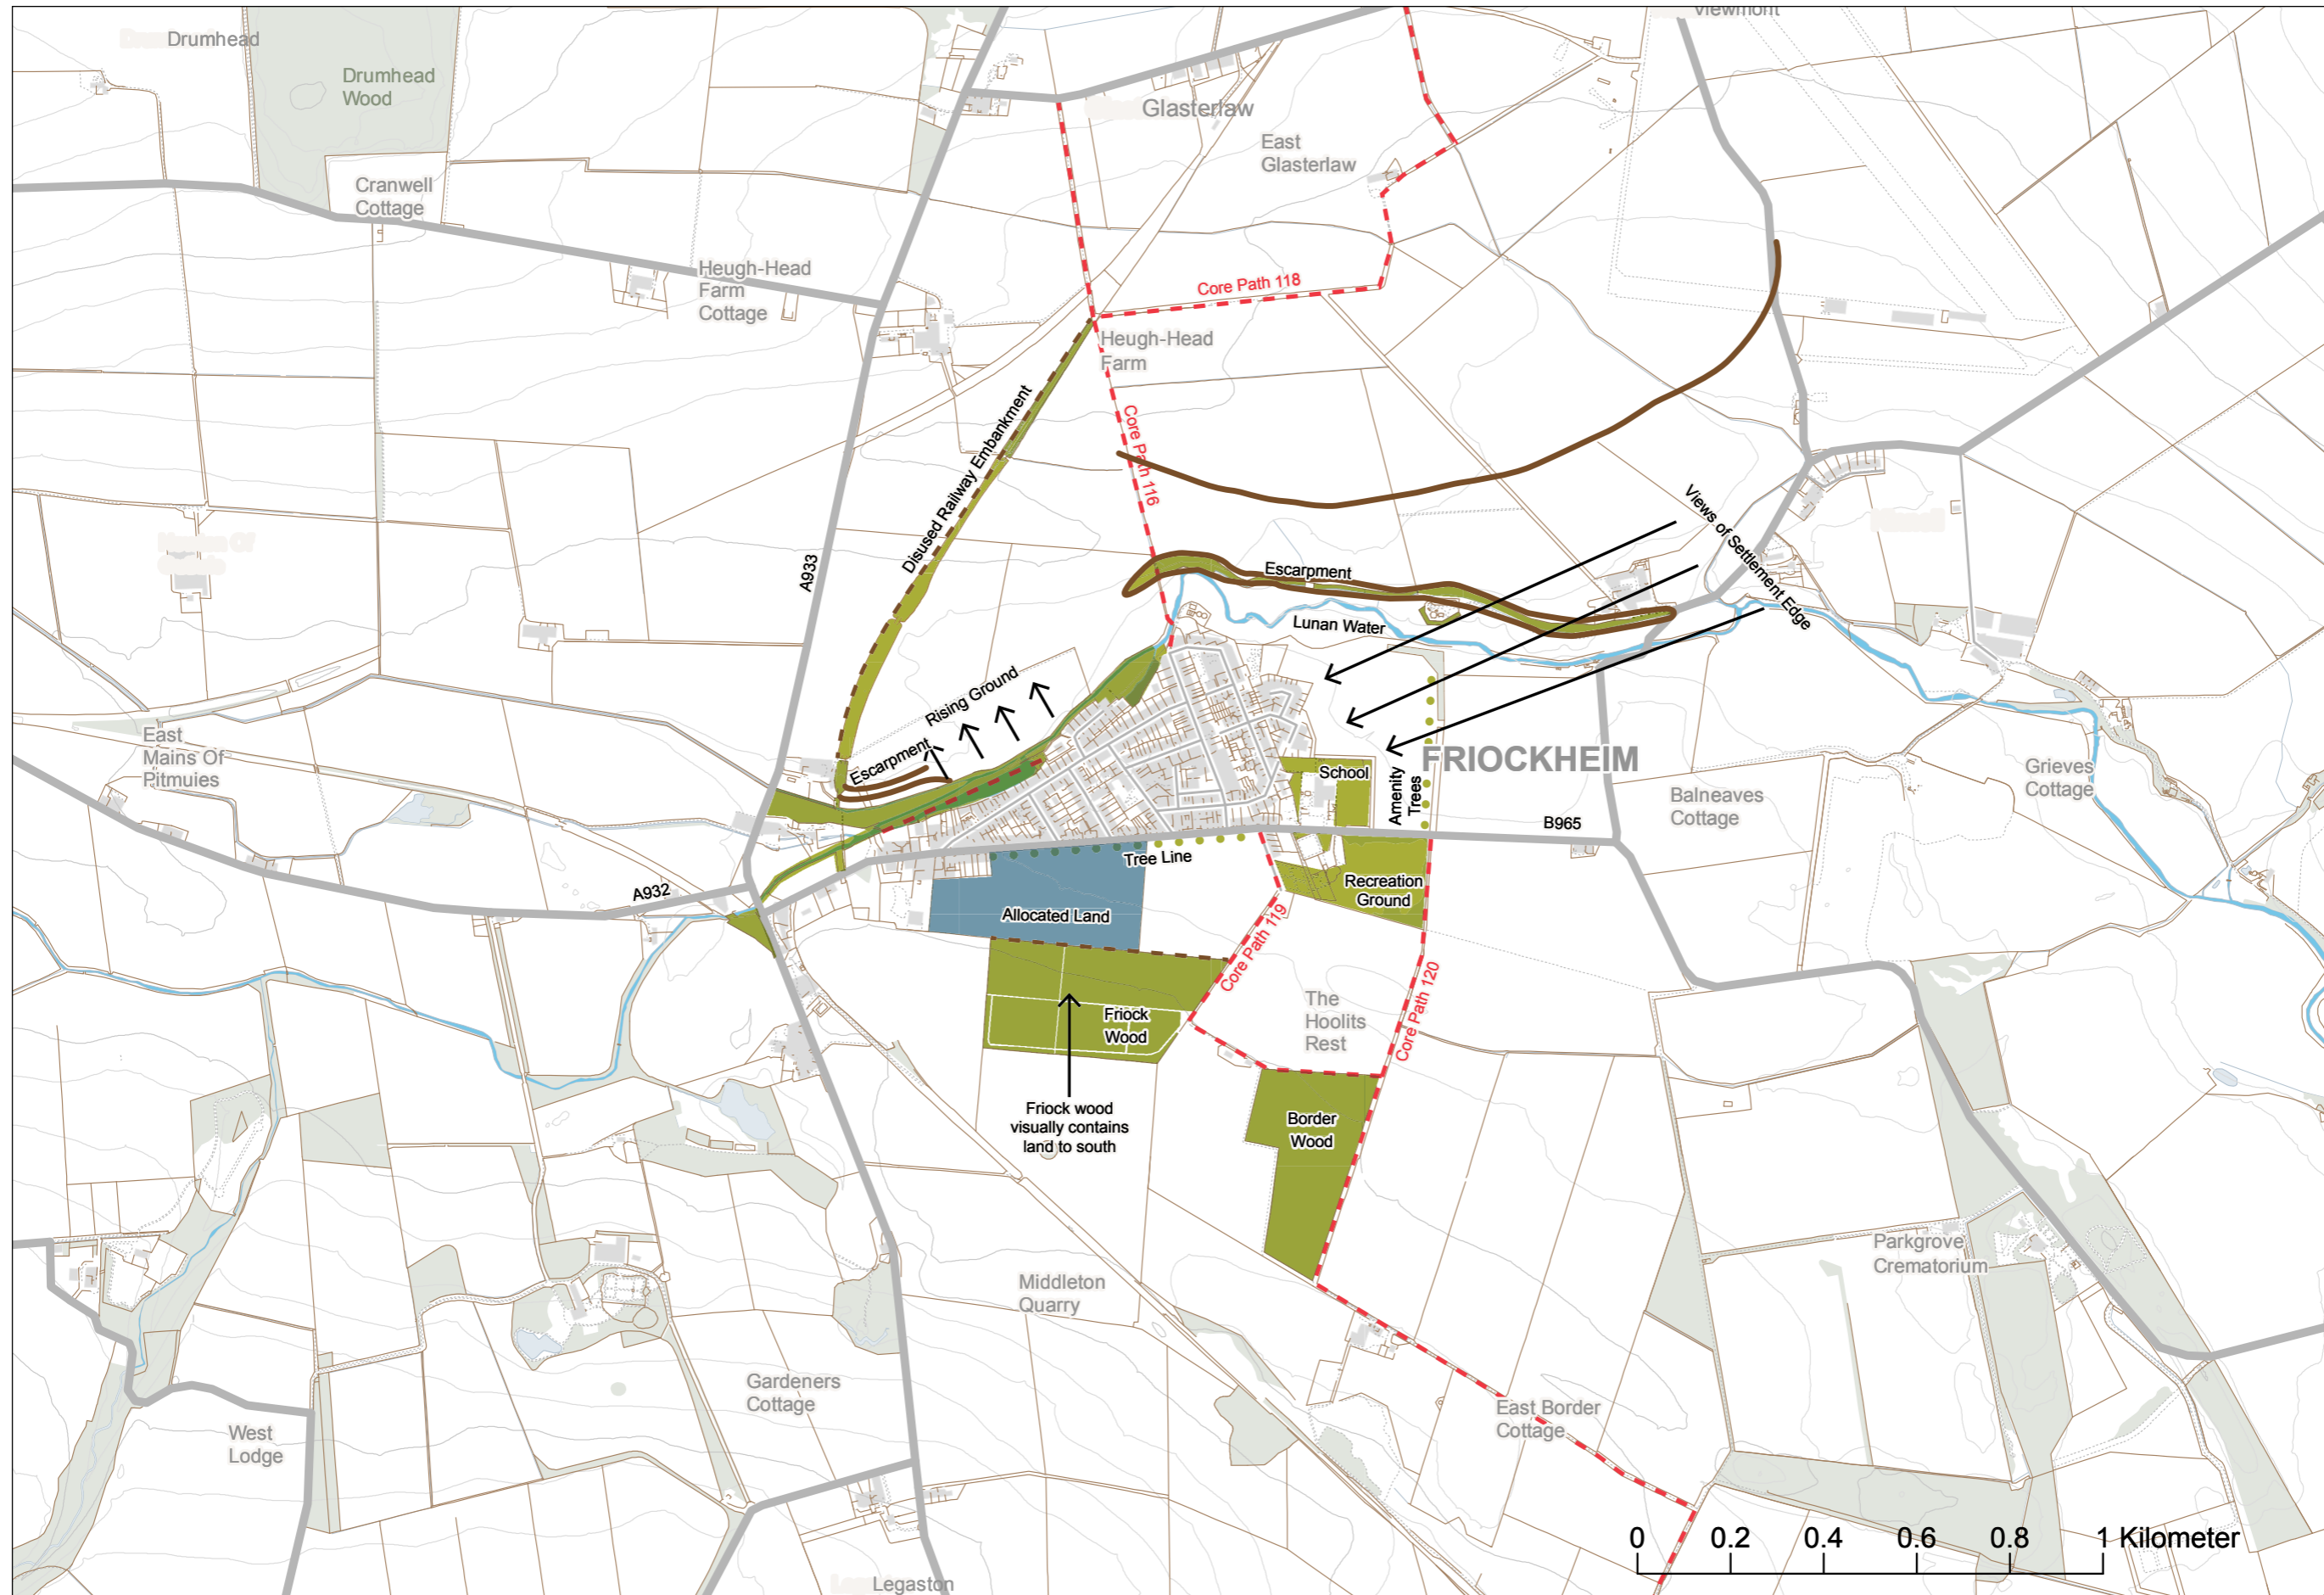 Viewmont
Drumhead
Drumhead
Wood
Glasterlaw
East
Glasterlaw
Cranwell
Cottage
Heugh-Head
Farm
Cottage
Core Path 118
Heugh-Head
Farm
Disused Railway Embankment
Core Path 116
A933
Views of Settlement Edge
Escarpment
Lunan Water
Rising Ground
Escarpment
East
Mains Of
Pitmuies
School
FRIOCKHEIM
Amenity
Trees
Grieves
Cottage
Balneaves
Cottage
B965
Tree Line
A932
Allocated Land
Recreation
Ground
Core Path 119
Core Path 120
The
Hoolits
Rest
Friock
Wood
Friock wood
visually contains
land to south
Border
Wood
Parkgrove
Crematorium
Middleton
Quarry
Gardeners
Cottage
East Border
Cottage
West
Lodge
0 0.2 0.4 0.6 0.8 1 Kilometer
Legaston